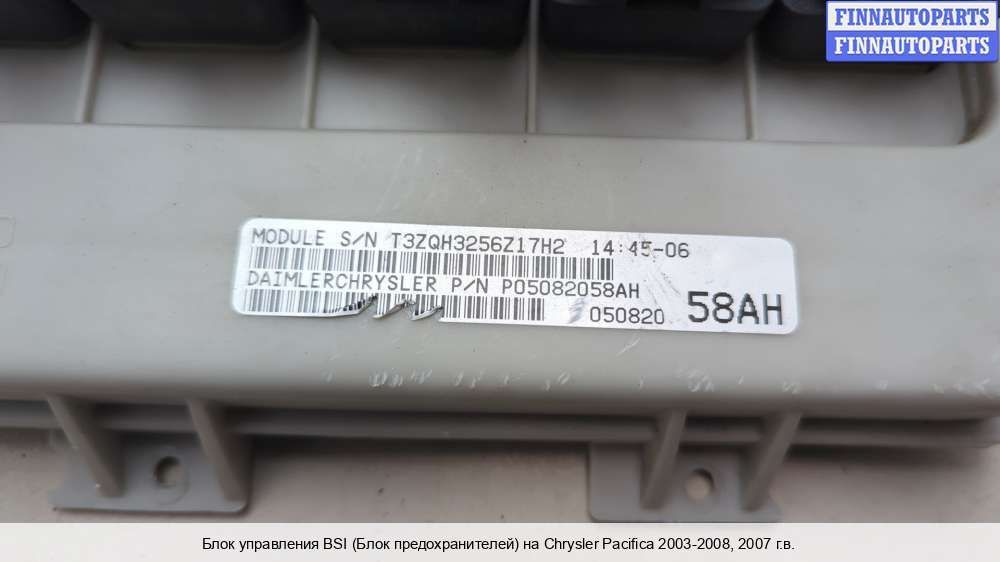 FINNAUTOPARTS
FINNAUTOPARTS
MODULE S/N T3ZQH3256Z17H2 14:45-06
DAIMLERCHRYSLER P/N P05082058AH
050820 58AH
Блок управления BSI (Блок предохранителей) на Chrysler Pacifica 2003-2008, 2007 г.в.